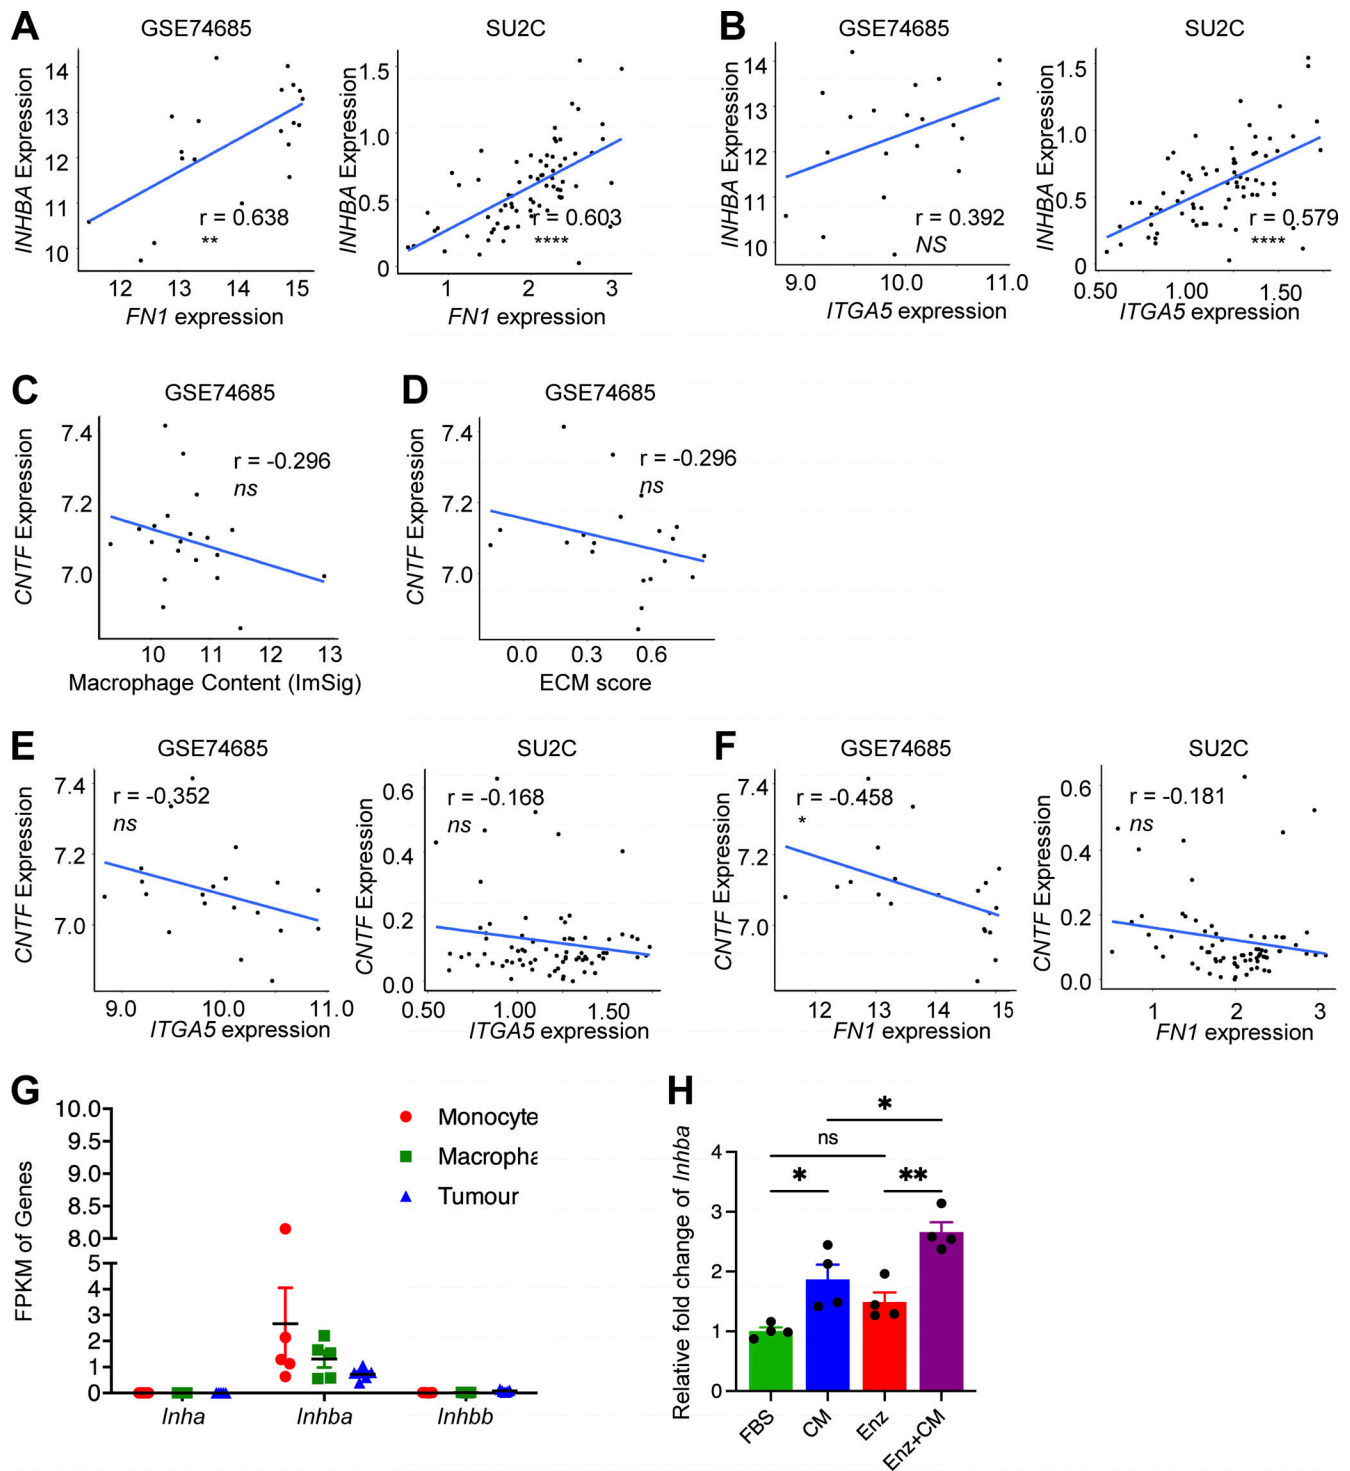 A
GSE74685
INHBA Expression
14
13
12
11
10
r = 0.638
**
12
13
14
15
FN1 expression
SU2C
INHBA Expression
1.5
1.0
0.5
0
r = 0.603
****
1
2
3
FN1 expression
B
GSE74685
INHBA Expression
14
13
12
11
10
r = 0.392
NS
9.0
10.0
11.0
ITGA5 expression
SU2C
INHBA Expression
1.5
1.0
0.5
0
r = 0.579
****
0.50
1.00
1.50
ITGA5 expression
C
GSE74685
CNTF Expression
7.4
7.2
7.0
r = -0.296
ns
10
11
12
13
Macrophage Content (ImSig)
D
GSE74685
CNTF Expression
7.4
7.2
7.0
r = -0.296
ns
0.0
0.3
0.6
ECM score
E
GSE74685
CNTF Expression
7.4
7.2
7.0
r = -0.352
ns
9.0
10.0
11.0
ITGA5 expression
SU2C
CNTF Expression
0.6
0.4
0.2
0.0
r = -0.168
ns
0.50
1.00
1.50
ITGA5 expression
F
GSE74685
CNTF Expression
7.4
7.2
7.0
r = -0.458
*
12
13
14
15
FN1 expression
SU2C
CNTF Expression
0.6
0.4
0.2
0.0
r = -0.181
ns
1
2
3
FN1 expression
G
FPKM of Genes
10.0
9.5
9.0
8.5
8.0
5
4
3
2
1
0
Monocyte
Macropha
Tumour
Inha
Inhba
Inhbb
H
Relative fold change of Inhba
4
3
2
1
0
*
ns
*
**
FBS
CM
Enz
Enz+CM